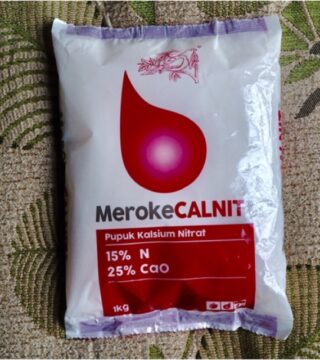 MerokeCALNIT
Pupuk Kalsium Nitrat
15% N
25% CaO
1kg